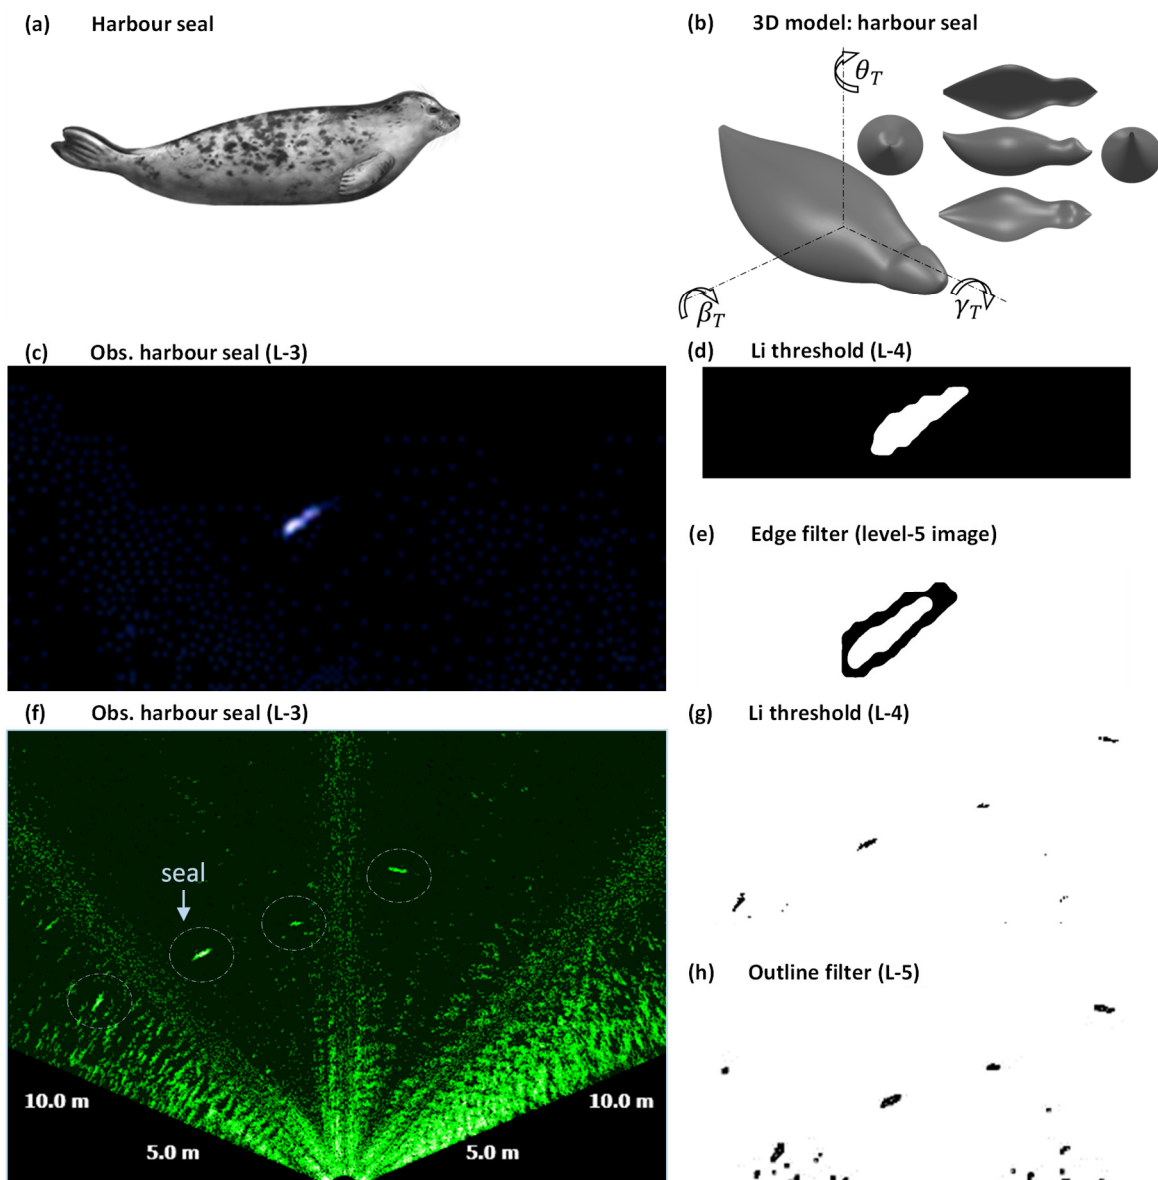 (a) Harbour seal
(b) 3D model: harbour seal
θT
βT
γT
(c) Obs. harbour seal (L-3)
(d) Li threshold (L-4)
(e) Edge filter (level-5 image)
(f) Obs. harbour seal (L-3)
seal
10.0 m
5.0 m
5.0 m
10.0 m
(g) Li threshold (L-4)
(h) Outline filter (L-5)